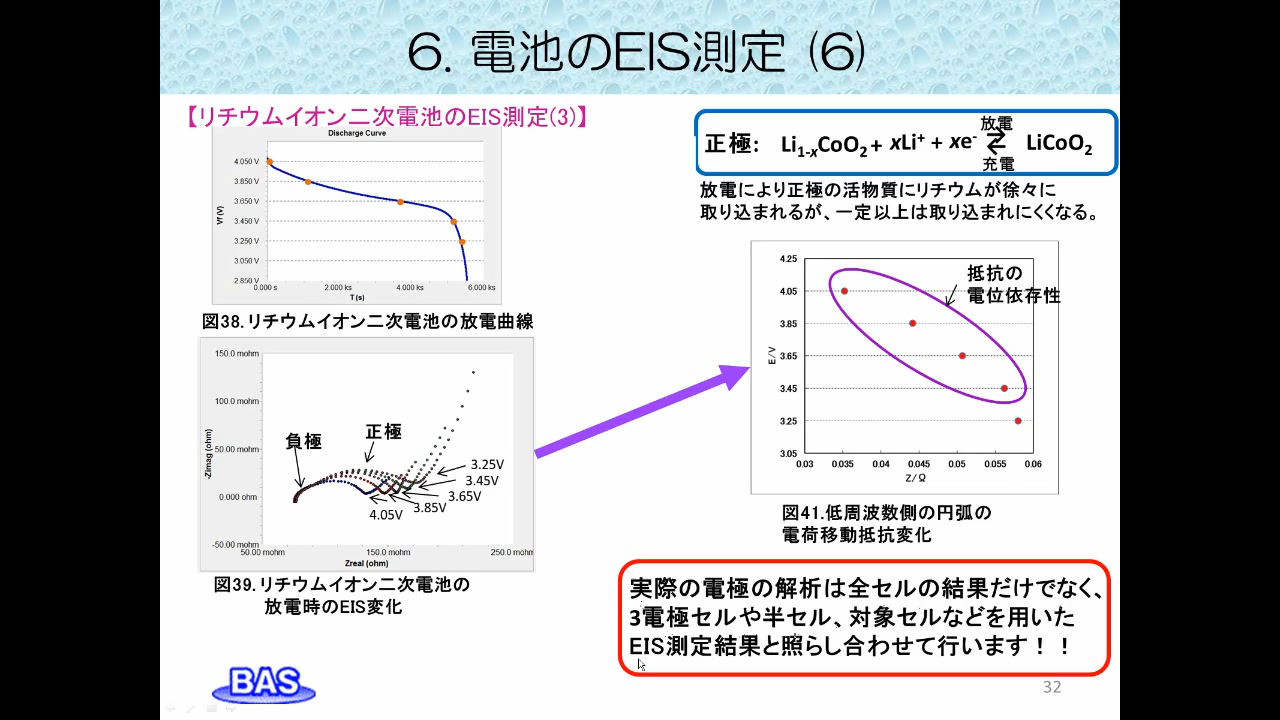 6. 電池のEIS測定 (6)
【リチウムイオン二次電池のEIS測定(3)】
Discharge Curve
4.050 V
3.850 V
3.650 V
3.450 V
3.250 V
3.050 V
2.850 V
Vf (V)
0.000 s 2.000 ks 4.000 ks 6.000 ks
T (s)
図38.リチウムイオン二次電池の放電曲線
150.0 mohm
100.0 mohm
50.00 mohm
0.000 ohm
-50.00 mohm
-Zimag (ohm)
負極
正極
3.25V
3.45V
3.65V
3.85V
4.05V
50.00 mohm 150.0 mohm 250.0 mohm
Zreal (ohm)
図39.リチウムイオン二次電池の
放電時のEIS変化
放電
正極: Li1-xCoO2 + xLi+ + xe- ⇄ LiCoO2
充電
放電により正極の活物質にリチウムが徐々に
取り込まれるが、一定以上は取り込まれにくくなる。
4.25
4.05
3.85
3.65
3.45
3.25
3.05
E/V
抵抗の
電位依存性
0.03 0.035 0.04 0.045 0.05 0.055 0.06
Z/Ω
図41.低周波数側の円弧の
電荷移動抵抗変化
実際の電極の解析は全セルの結果だけでなく、
3電極セルや半セル、対象セルなどを用いた
EIS測定結果と照らし合わせて行います！！
BAS
32